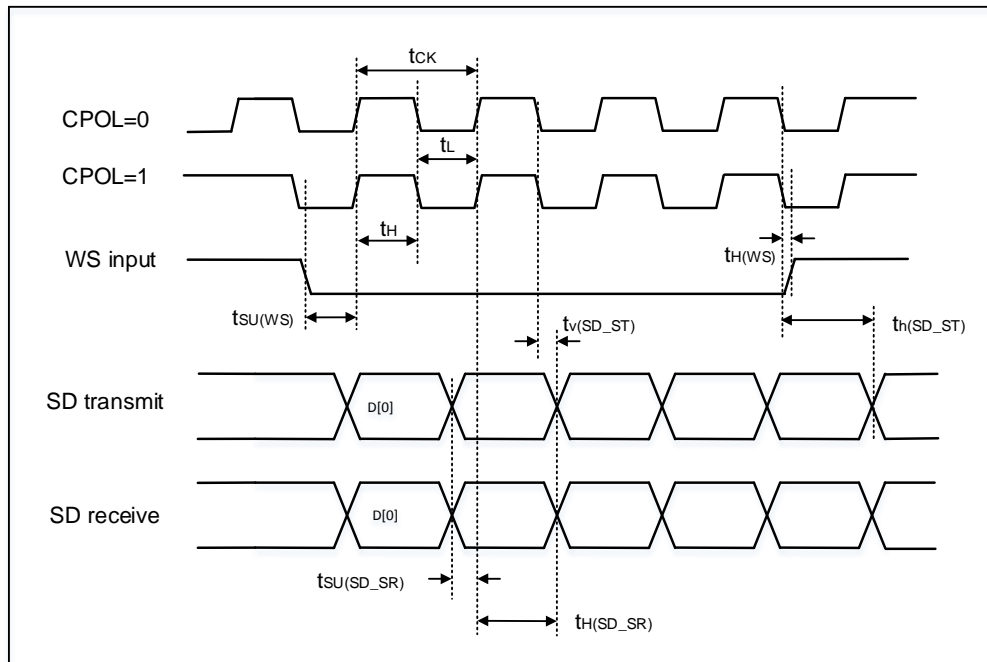 tCK
CPOL=0
tL
CPOL=1
tH
WS input
tH(WS)
tSU(WS)
tv(SD_ST)
th(SD_ST)
SD transmit
D[0]
SD receive
D[0]
tSU(SD_SR)
tH(SD_SR)